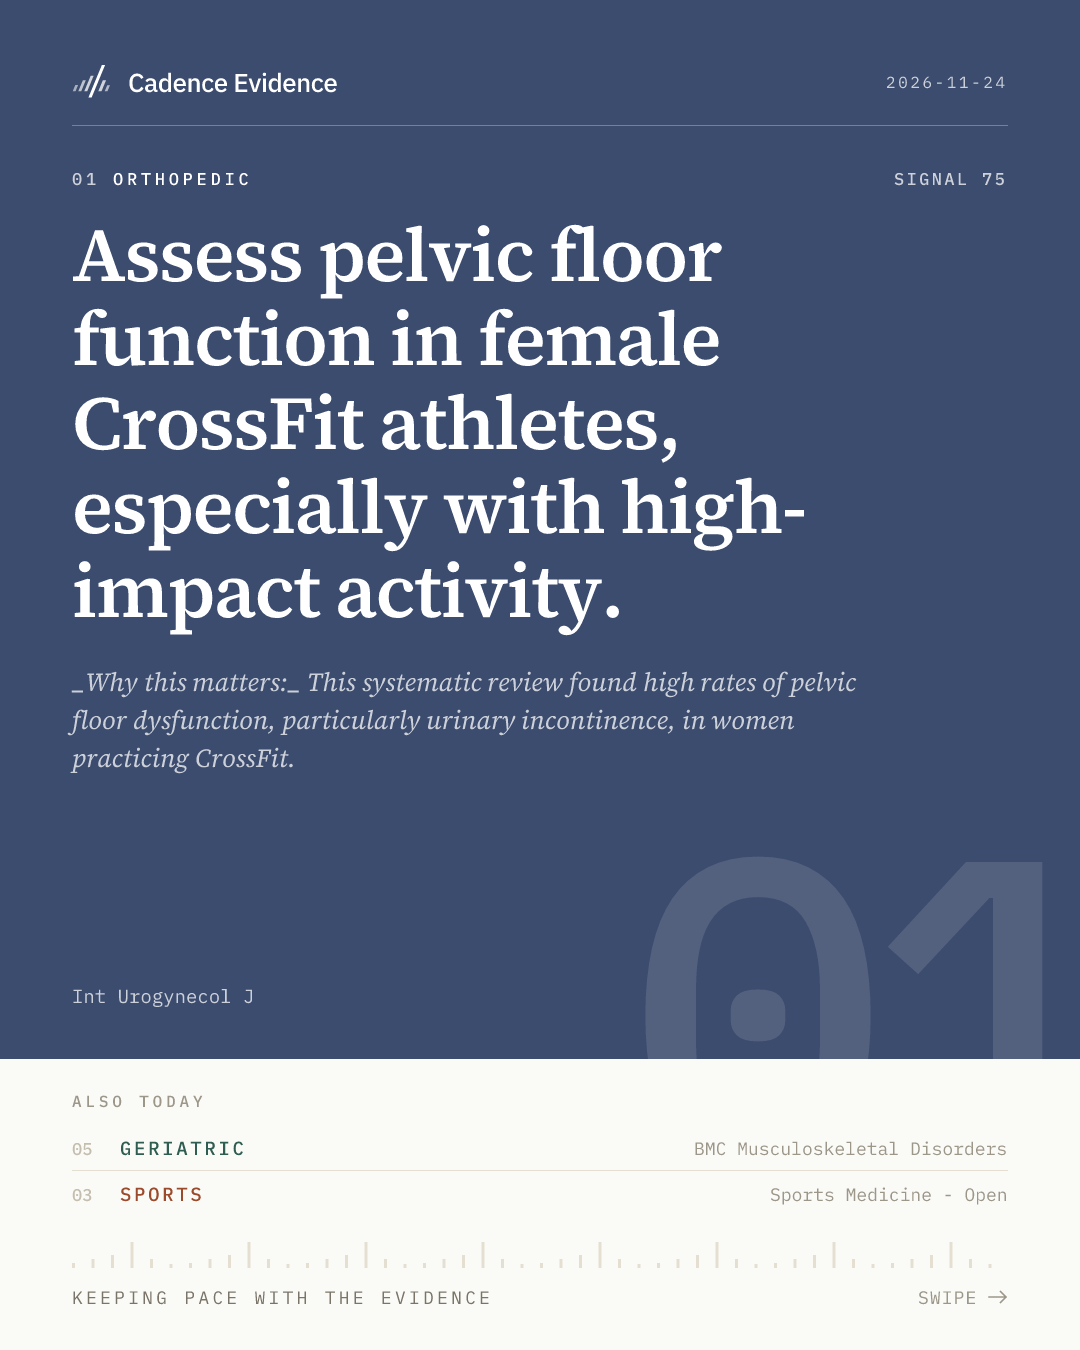 Cadence Evidence
2026-11-24
01 ORTHOPEDIC
SIGNAL 75
Assess pelvic floor
function in female
CrossFit athletes,
especially with high-
impact activity.
_Why this matters:_ This systematic review found high rates of pelvic
floor dysfunction, particularly urinary incontinence, in women
practicing CrossFit.
01
Int Urogynecol J
ALSO TODAY
05 GERIATRIC
BMC Musculoskeletal Disorders
03 SPORTS
Sports Medicine - Open
KEEPING PACE WITH THE EVIDENCE
SWIPE →